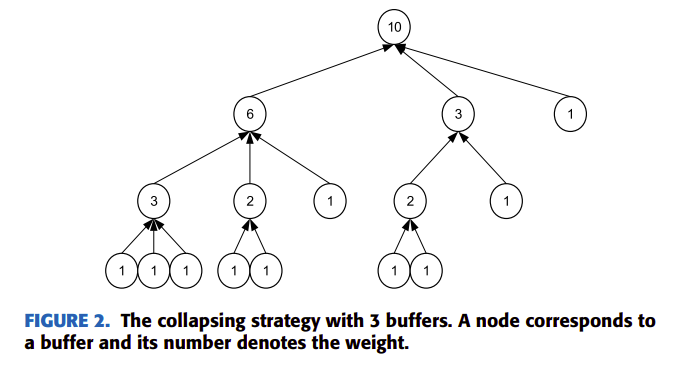 10
6 3 1
3 2 1 2 1
1 1 1 1 1 1 1
FIGURE 2. The collapsing strategy with 3 buffers. A node corresponds to
a buffer and its number denotes the weight.